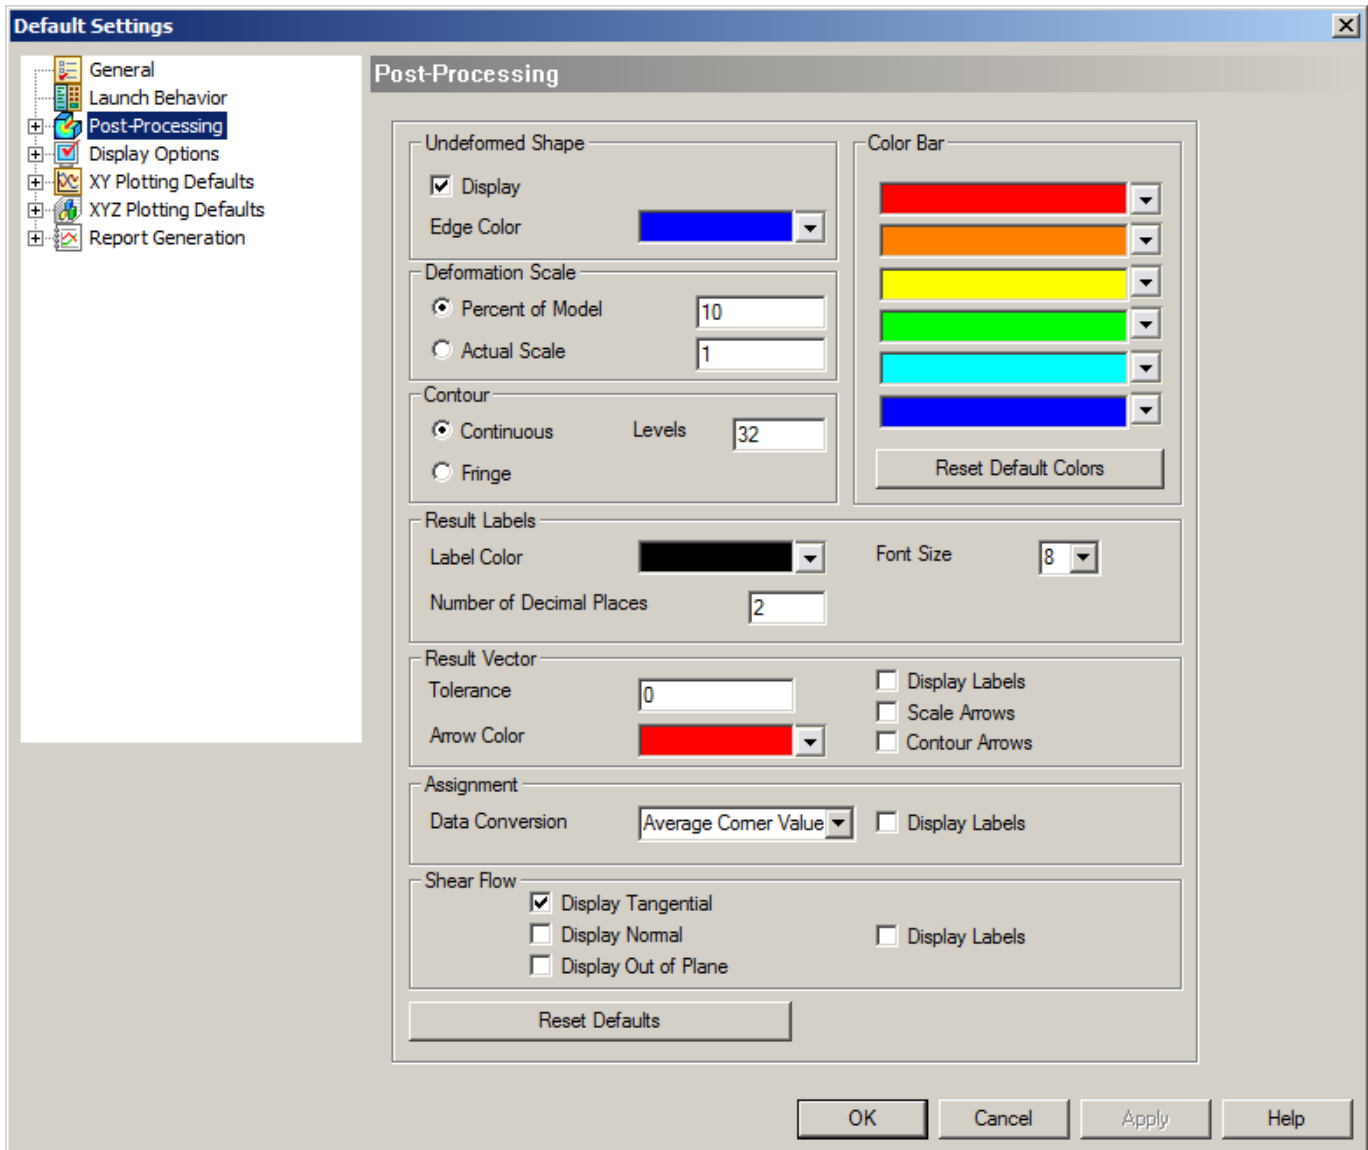 Default Settings
General
Launch Behavior
Post-Processing
Display Options
XY Plotting Defaults
XYZ Plotting Defaults
Report Generation
Post-Processing
Undeformed Shape
Display
Edge Color
Color Bar
Reset Default Colors
Deformation Scale
Percent of Model 10
Actual Scale 1
Contour
Continuous Levels 32
Fringe
Result Labels
Label Color Font Size 8
Number of Decimal Places 2
Result Vector
Tolerance 0 Display Labels
Scale Arrows
Arrow Color Contour Arrows
Assignment
Data Conversion Average Corner Value Display Labels
Shear Flow
Display Tangential
Display Normal Display Labels
Display Out of Plane
Reset Defaults
OK Cancel Apply Help